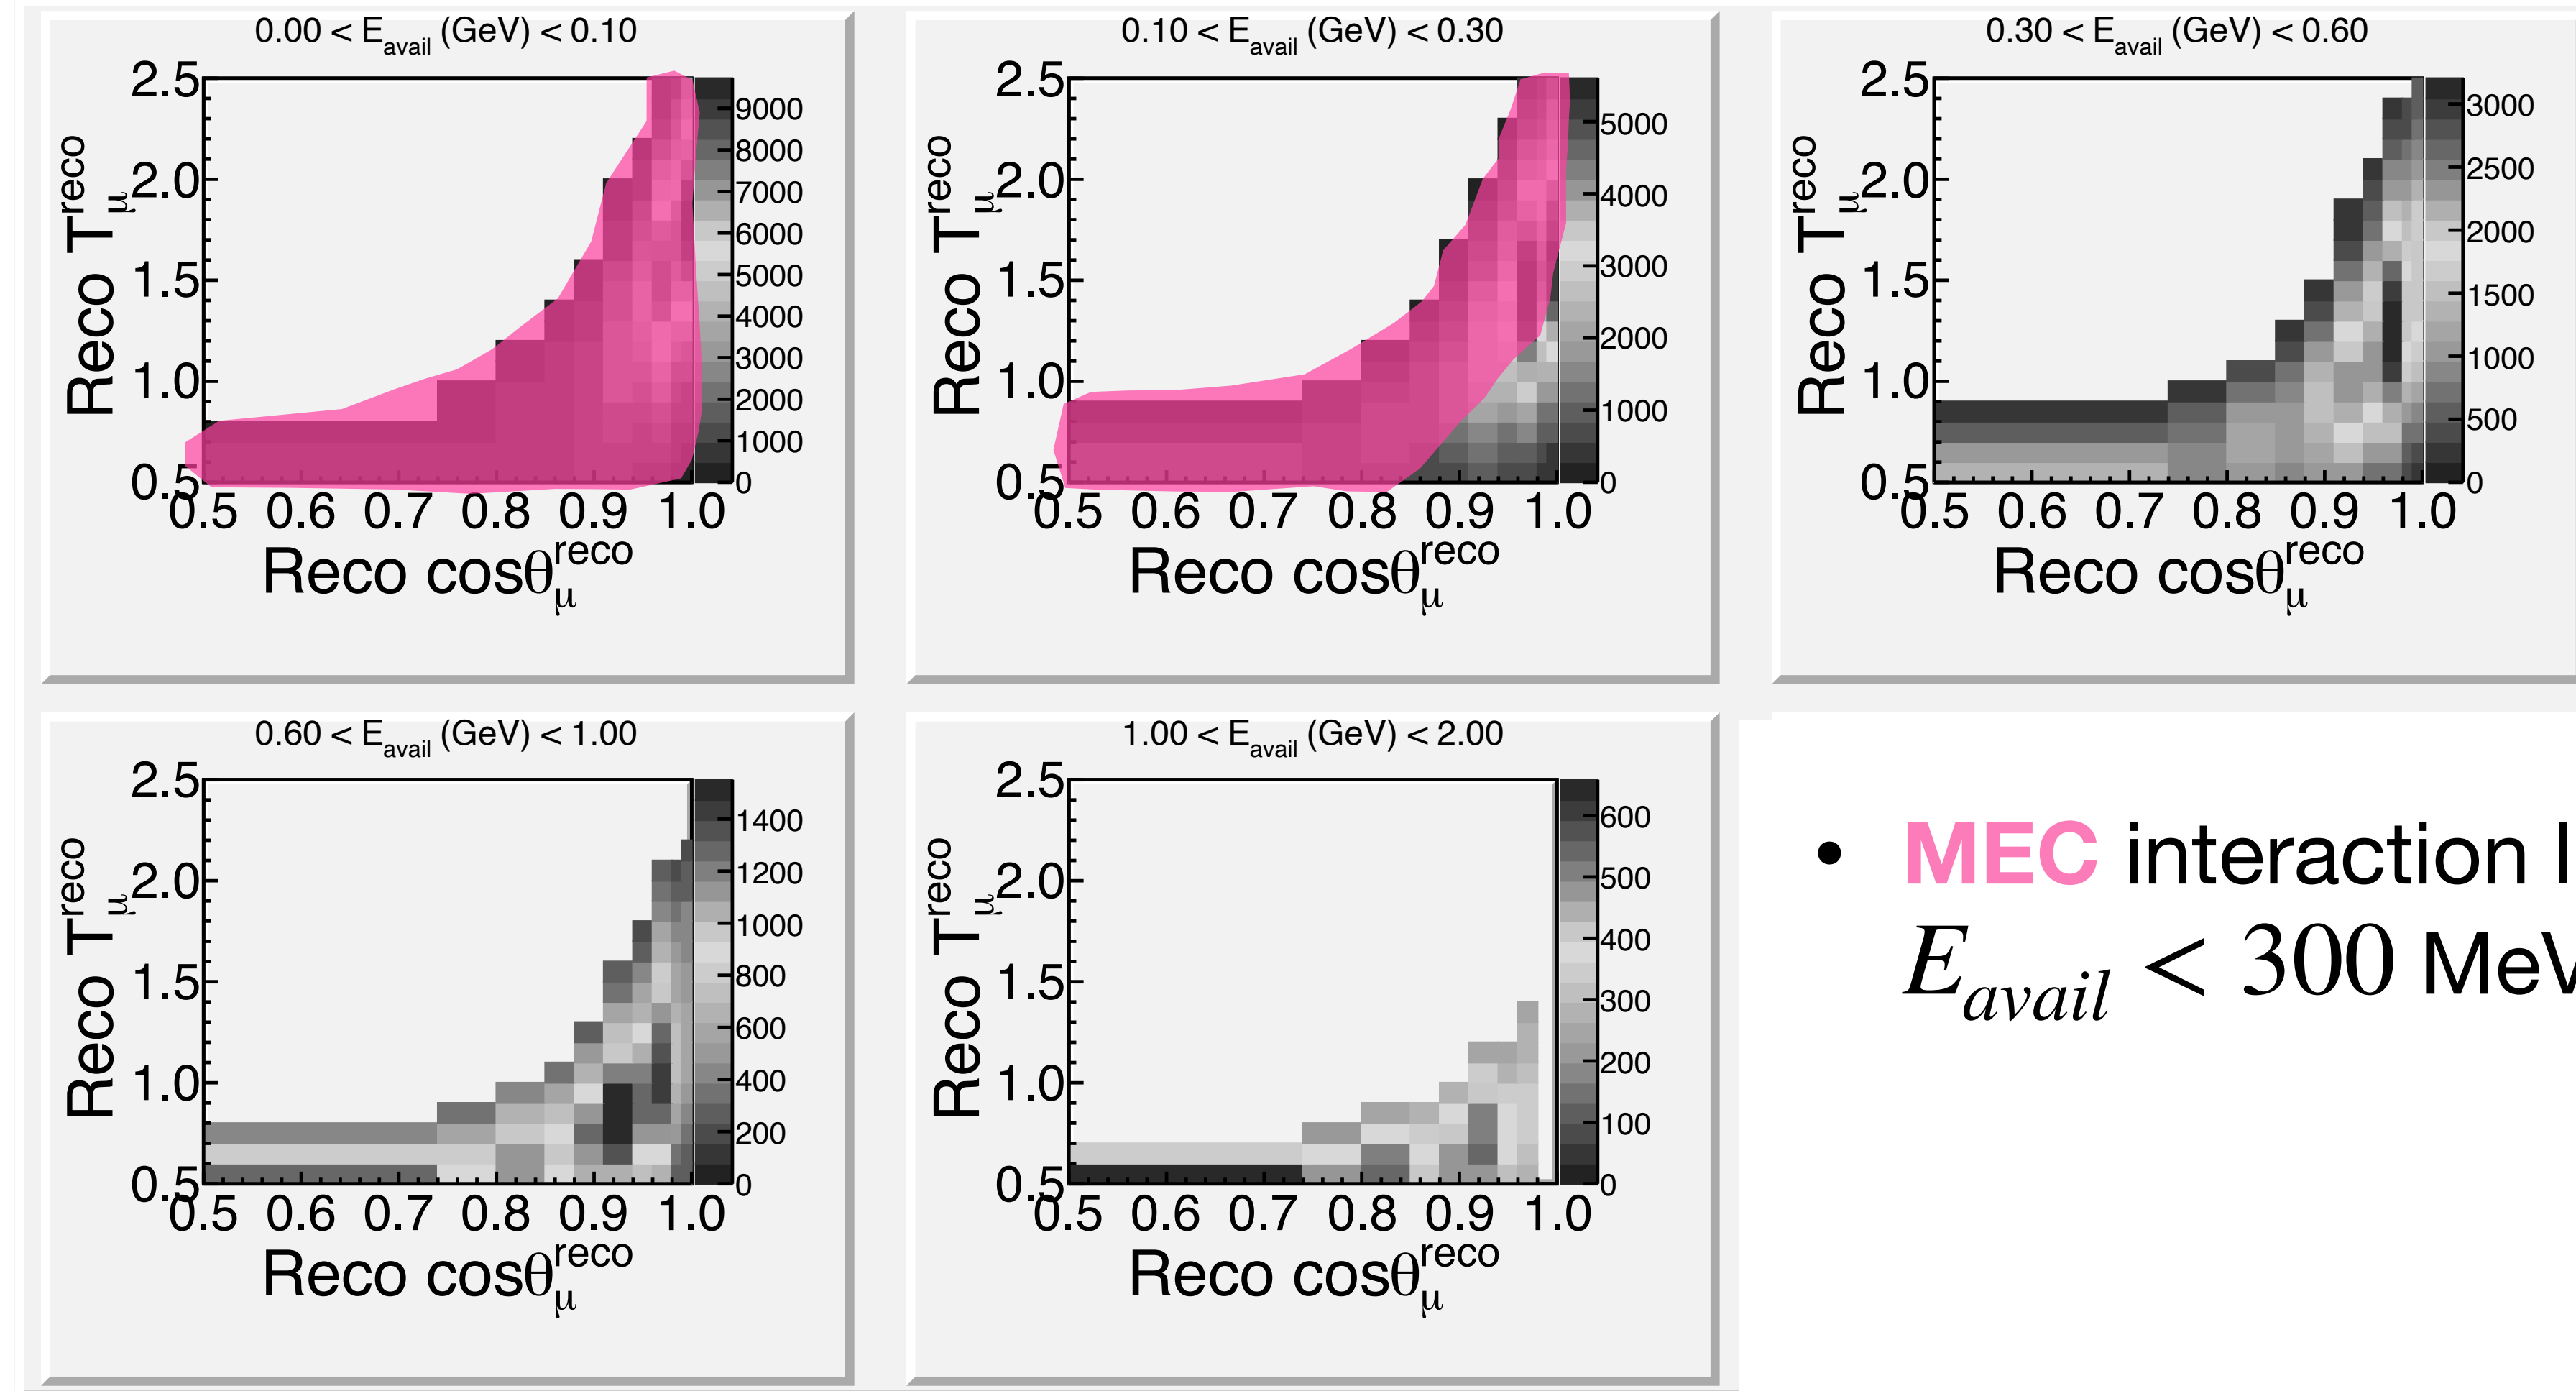 0.00 < E_avail (GeV) < 0.10
2.5
2.0
1.5
1.0
0.5
Reco T_μ^reco
0.5 0.6 0.7 0.8 0.9 1.0
Reco cosθ_μ^reco
9000
8000
7000
6000
5000
4000
3000
2000
1000
0
0.10 < E_avail (GeV) < 0.30
2.5
2.0
1.5
1.0
0.5
Reco T_μ^reco
0.5 0.6 0.7 0.8 0.9 1.0
Reco cosθ_μ^reco
5000
4000
3000
2000
1000
0
0.30 < E_avail (GeV) < 0.60
2.5
2.0
1.5
1.0
0.5
Reco T_μ^reco
0.5 0.6 0.7 0.8 0.9 1.0
Reco cosθ_μ^reco
3000
2500
2000
1500
1000
500
0
0.60 < E_avail (GeV) < 1.00
2.5
2.0
1.5
1.0
0.5
Reco T_μ^reco
0.5 0.6 0.7 0.8 0.9 1.0
Reco cosθ_μ^reco
1400
1200
1000
800
600
400
200
0
1.00 < E_avail (GeV) < 2.00
2.5
2.0
1.5
1.0
0.5
Reco T_μ^reco
0.5 0.6 0.7 0.8 0.9 1.0
Reco cosθ_μ^reco
600
500
400
300
200
100
0
• MEC interaction
E_avail < 300 MeV